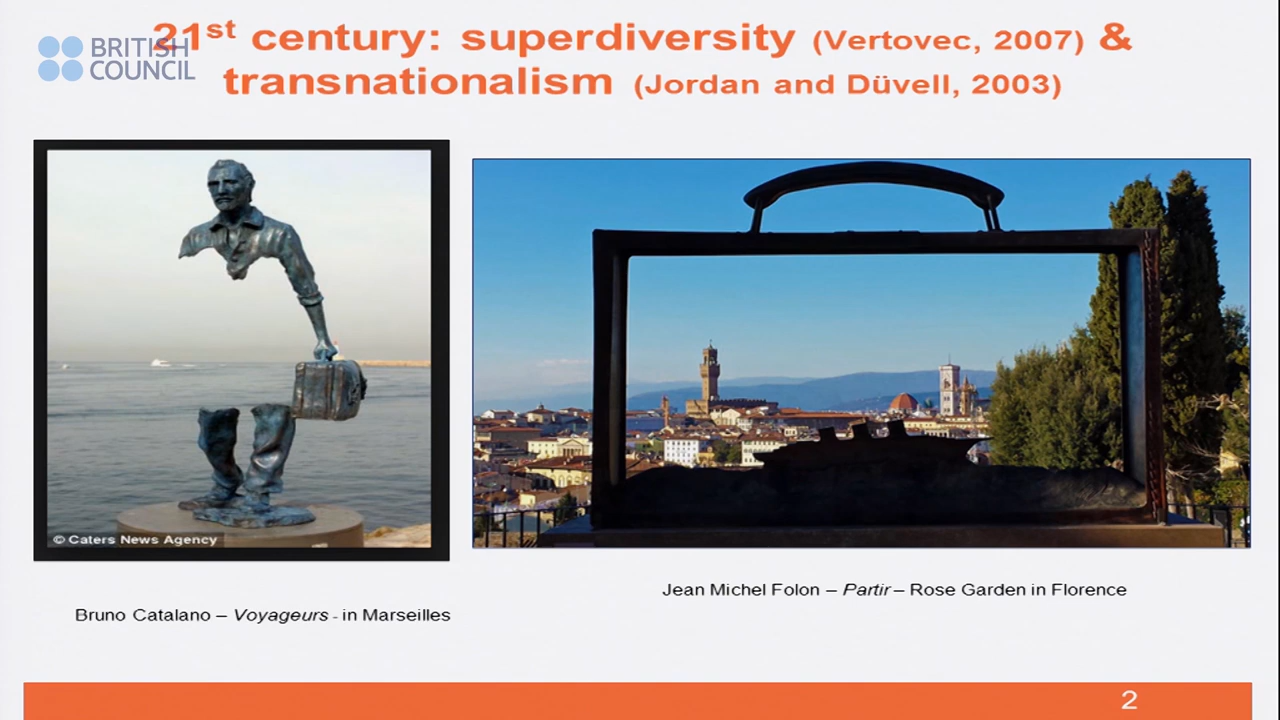 BRITISH
COUNCIL
21st century: superdiversity (Vertovec, 2007) &
transnationalism (Jordan and Düvell, 2003)
© Caters News Agency
Jean Michel Folon – Partir – Rose Garden in Florence
Bruno Catalano – Voyageurs - in Marseilles
2